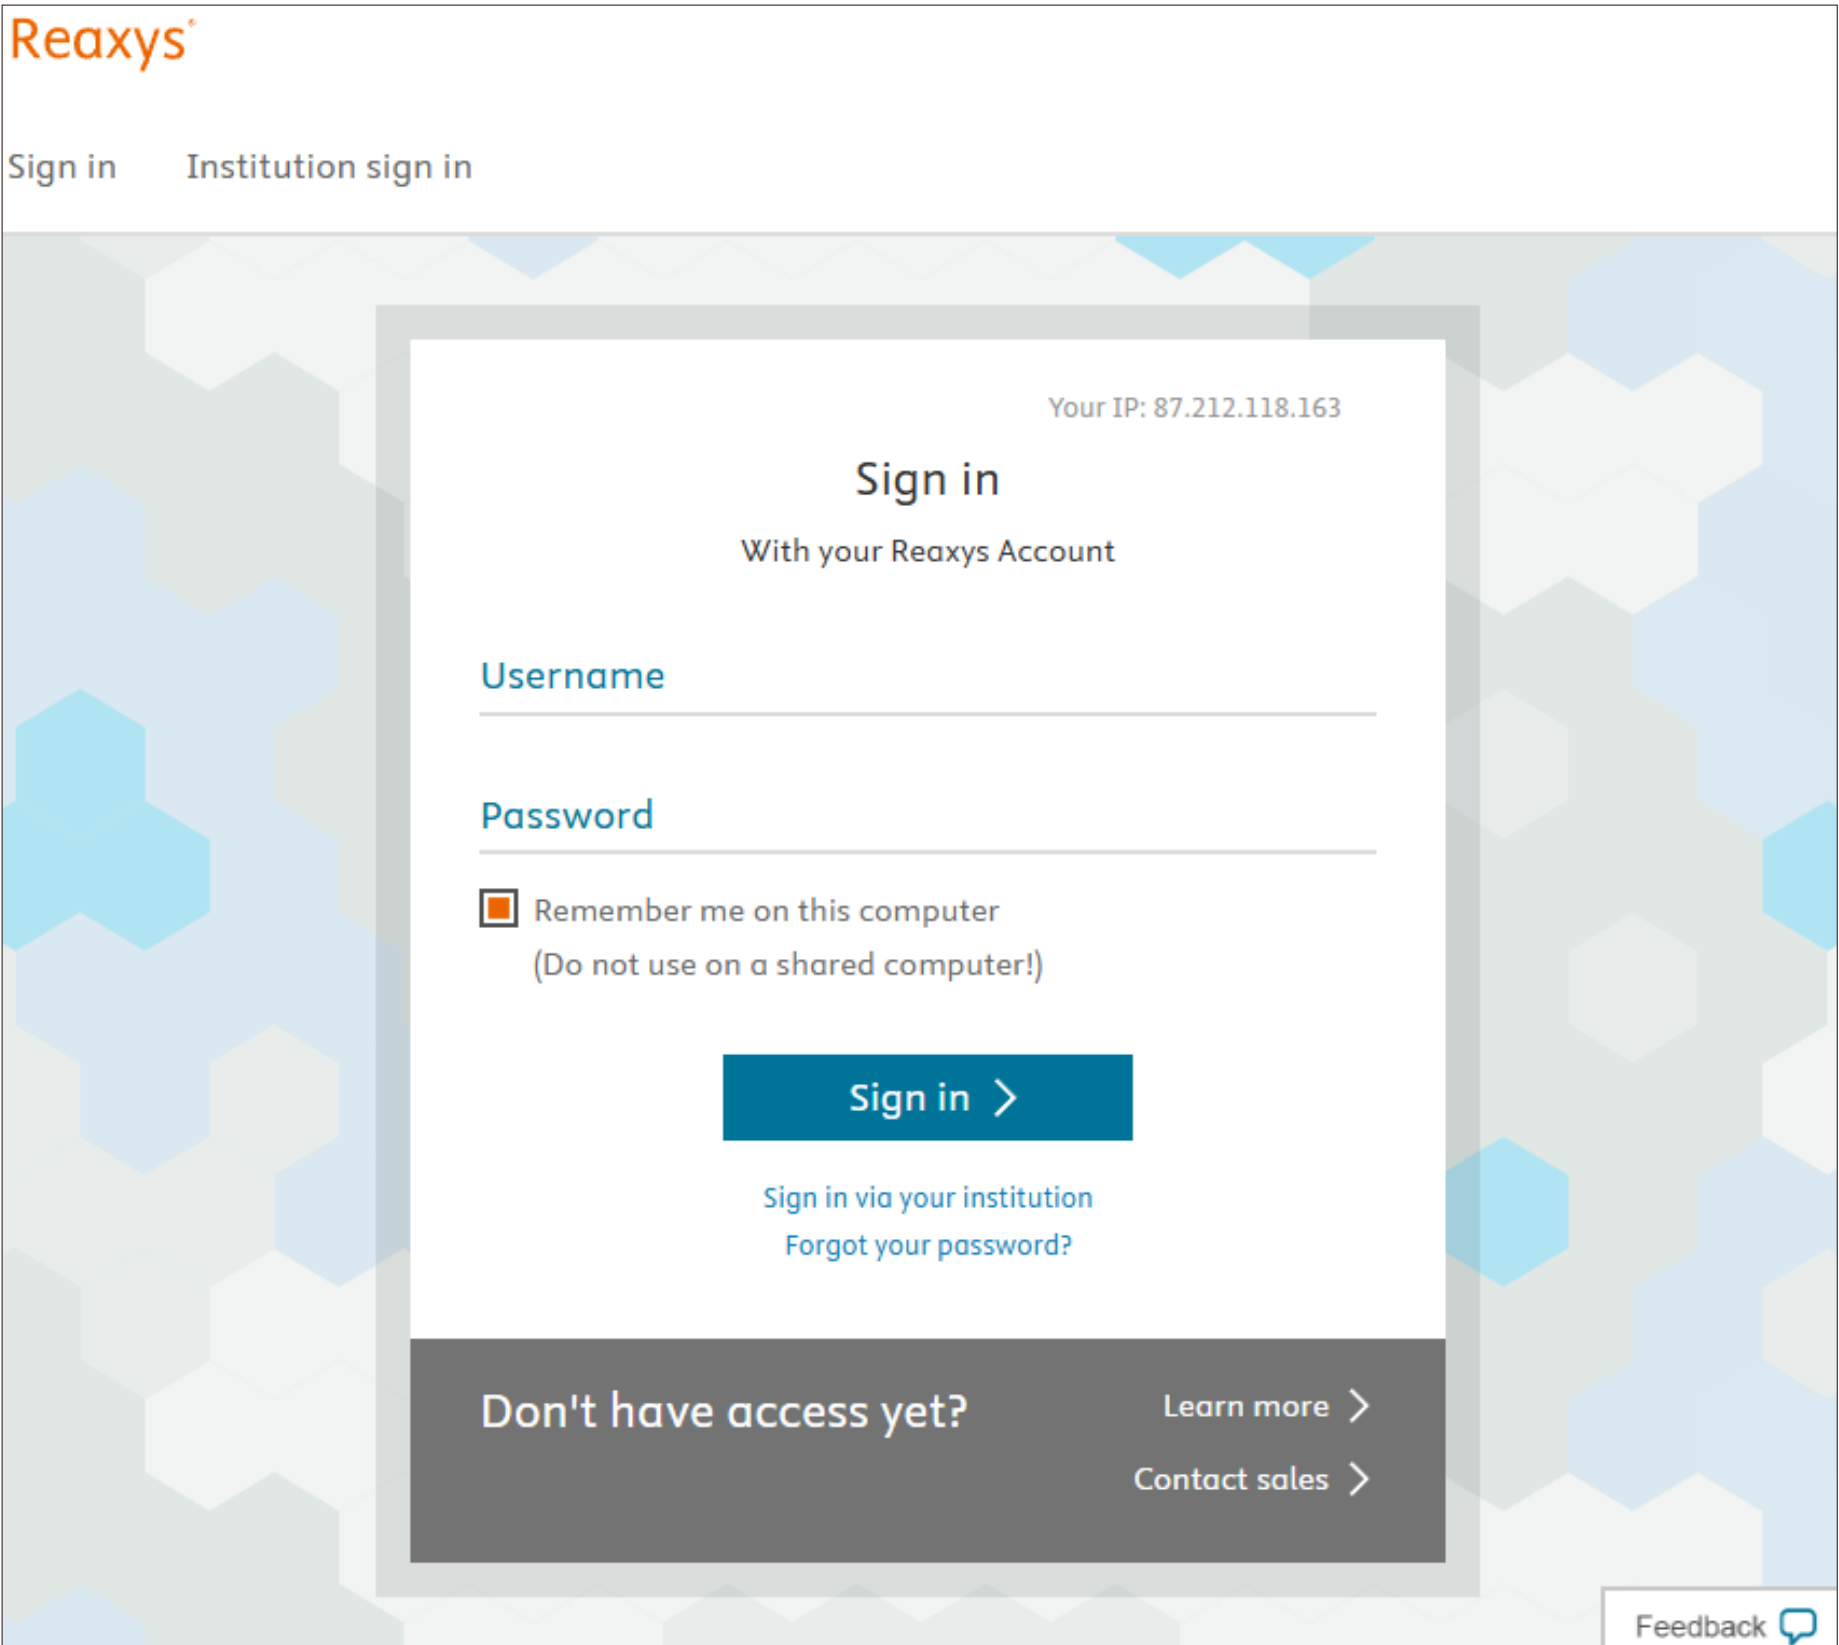 Reaxys®
Sign in Institution sign in
Your IP: 87.212.118.163
Sign in
With your Reaxys Account
Username
Password
Remember me on this computer
(Do not use on a shared computer!)
Sign in
Sign in via your institution
Forgot your password?
Don't have access yet?
Learn more
Contact sales
Feedback